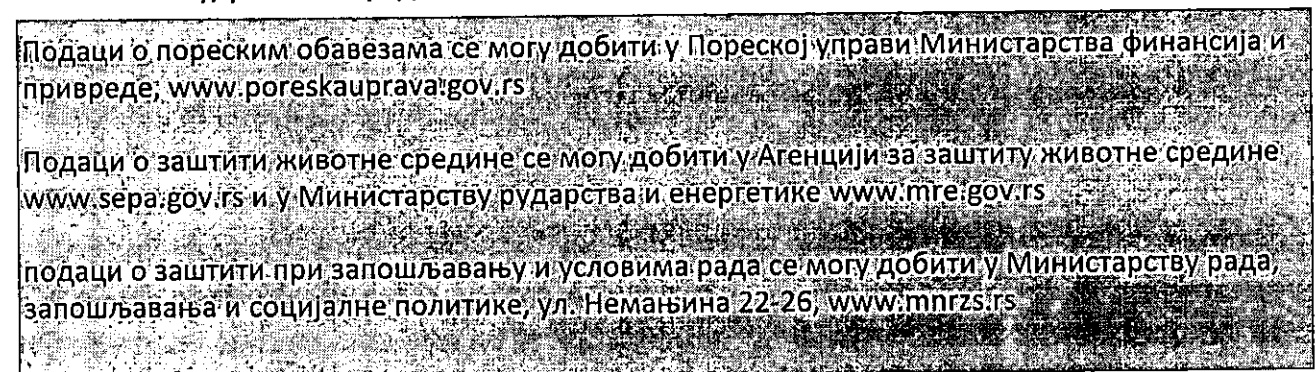 Подаци о пореским обавезама се могу добити у Пореској управи Министарства финансија и
привреде, www.poreskauprava.gov.rs
Подаци о заштити животне средине се могу добити у Агенцији за заштиту животне средине
www.sepa.gov.rs и у Министарству рударства и енергетике www.mre.gov.rs
подаци о заштити при запошљавању и условима рада се могу добити у Министарству рада,
запошљавања и социјалне политике, ул. Немањина 22-26, www.mnrzs.rs